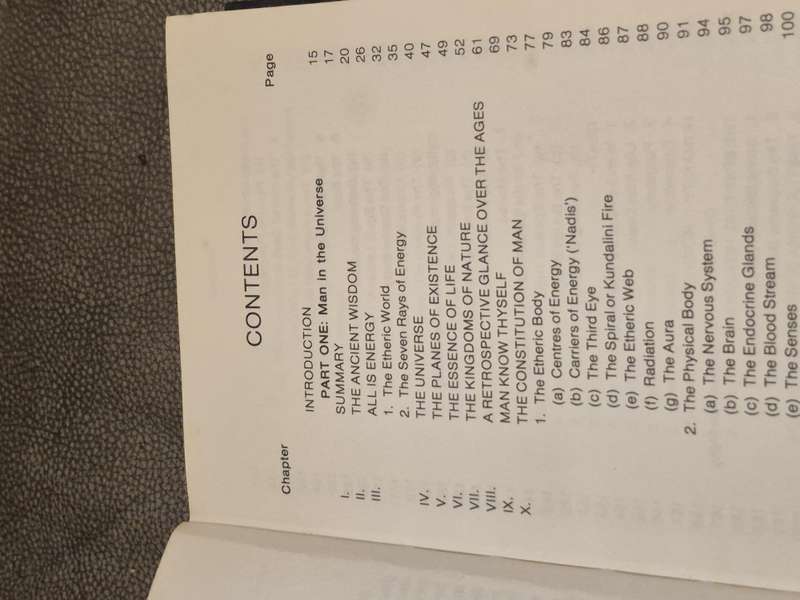 CONTENTS
Chapter Page
INTRODUCTION 15
PART ONE: Man in the Universe 17
I. SUMMARY 20
II. THE ANCIENT WISDOM 26
III. ALL IS ENERGY 32
1. The Etheric World 35
2. The Seven Rays of Energy 40
IV. THE UNIVERSE 47
V. THE PLANES OF EXISTENCE 49
VI. THE ESSENCE OF LIFE 52
VII. THE KINGDOMS OF NATURE 61
VIII. A RETROSPECTIVE GLANCE OVER THE AGES 69
IX. MAN KNOW THYSELF 73
X. THE CONSTITUTION OF MAN 77
1. The Etheric Body 79
(a) Centres of Energy 83
(b) Carriers of Energy ('Nadis') 84
(c) The Third Eye 86
(d) The Spiral or Kundalini Fire 87
(e) The Etheric Web 88
(f) Radiation 90
(g) The Aura 91
2. The Physical Body 94
(a) The Nervous System 95
(b) The Brain 97
(c) The Endocrine Glands 98
(d) The Blood Stream 100
(e) The Senses